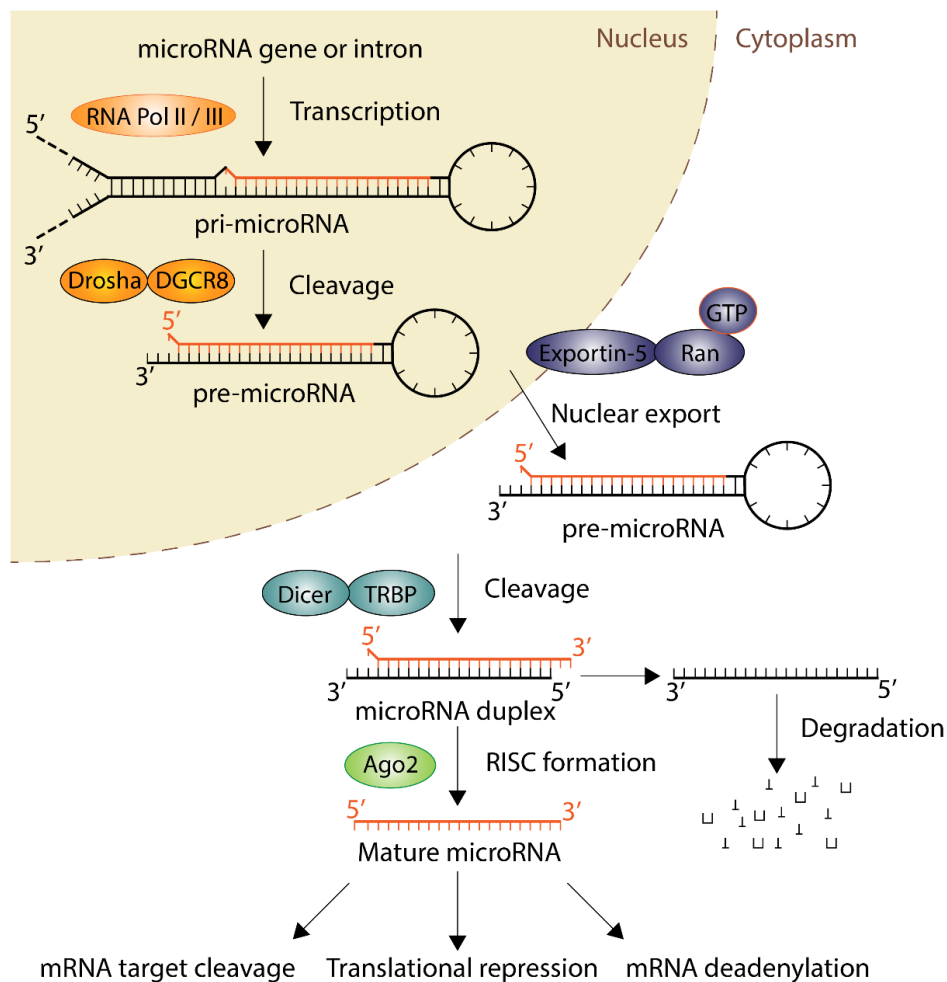 microRNA gene or intron
Nucleus
Cytoplasm
RNA Pol II / III
Transcription
5′
pri-microRNA
3′
Drosha
DGCR8
Cleavage
5′
3′
pre-microRNA
GTP
Exportin-5
Ran
Nuclear export
5′
3′
pre-microRNA
Dicer
TRBP
Cleavage
5′
3′
3′
5′
microRNA duplex
3′
5′
Degradation
Ago2
RISC formation
5′
3′
Mature microRNA
mRNA target cleavage
Translational repression
mRNA deadenylation